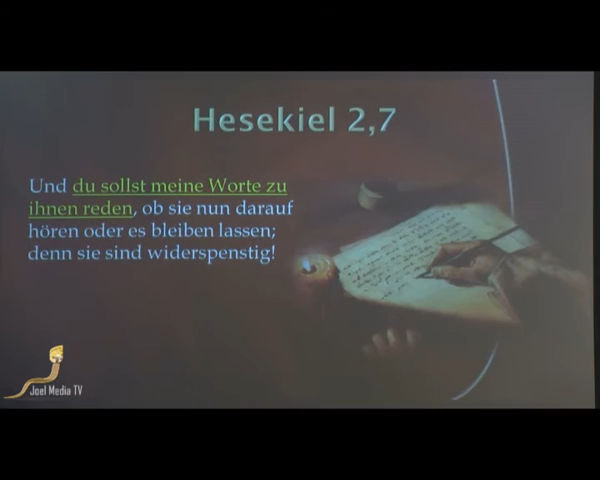 Hesekiel 2,7
Und du sollst meine Worte zu
ihnen reden, ob sie nun darauf
hören oder es bleiben lassen;
denn sie sind widerspenstig!
Joel Media TV